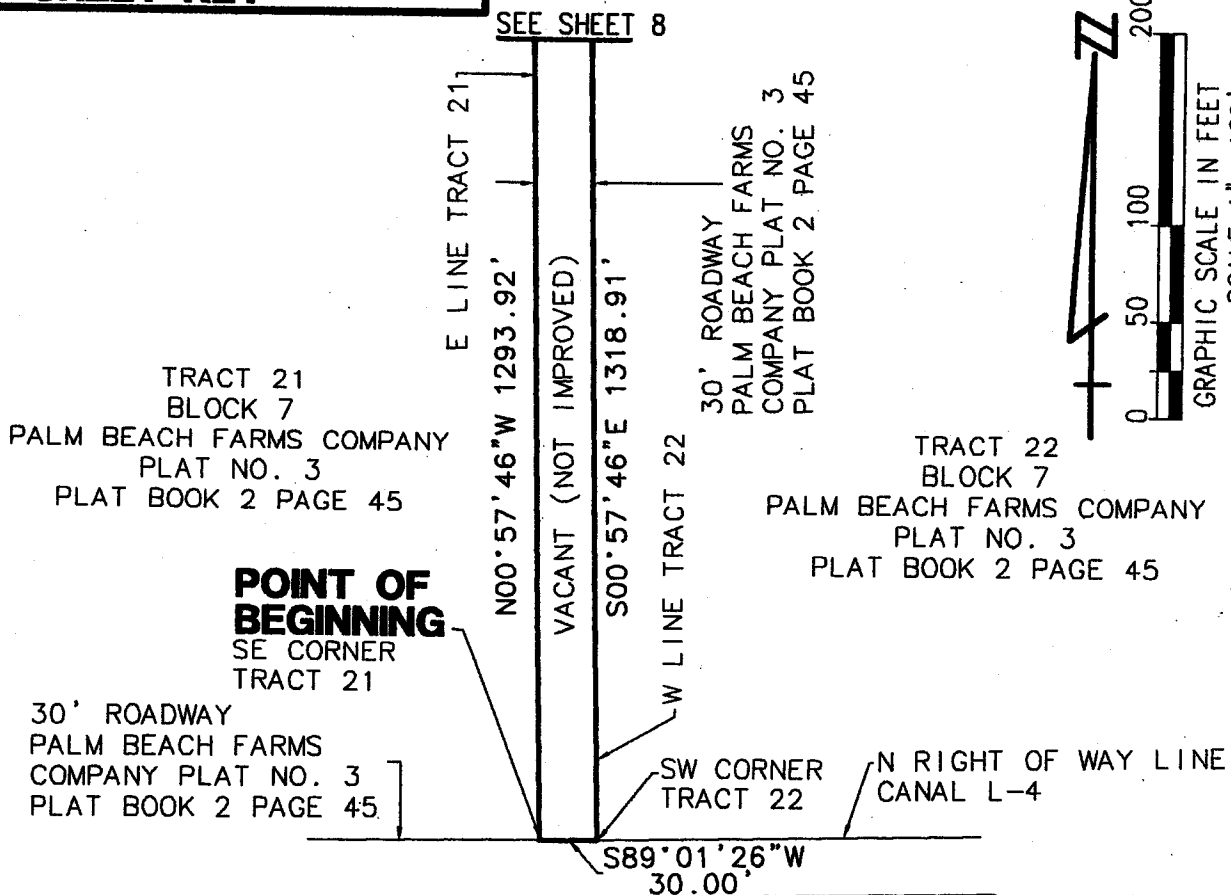 SEE SHEET 8
E LINE TRACT 21
N00°57'46"W 1293.92'
VACANT (NOT IMPROVED)
S00°57'46"E 1318.91'
30' ROADWAY
PALM BEACH FARMS
COMPANY PLAT NO. 3
PLAT BOOK 2 PAGE 45
W LINE TRACT 22
TRACT 21
BLOCK 7
PALM BEACH FARMS COMPANY
PLAT NO. 3
PLAT BOOK 2 PAGE 45
TRACT 22
BLOCK 7
PALM BEACH FARMS COMPANY
PLAT NO. 3
PLAT BOOK 2 PAGE 45
POINT OF
BEGINNING
SE CORNER
TRACT 21
30' ROADWAY
PALM BEACH FARMS
COMPANY PLAT NO. 3
PLAT BOOK 2 PAGE 45
SW CORNER
TRACT 22
N RIGHT OF WAY LINE
CANAL L-4
S89°01'26"W
30.00'
N
0 50 100 200
GRAPHIC SCALE IN FEET